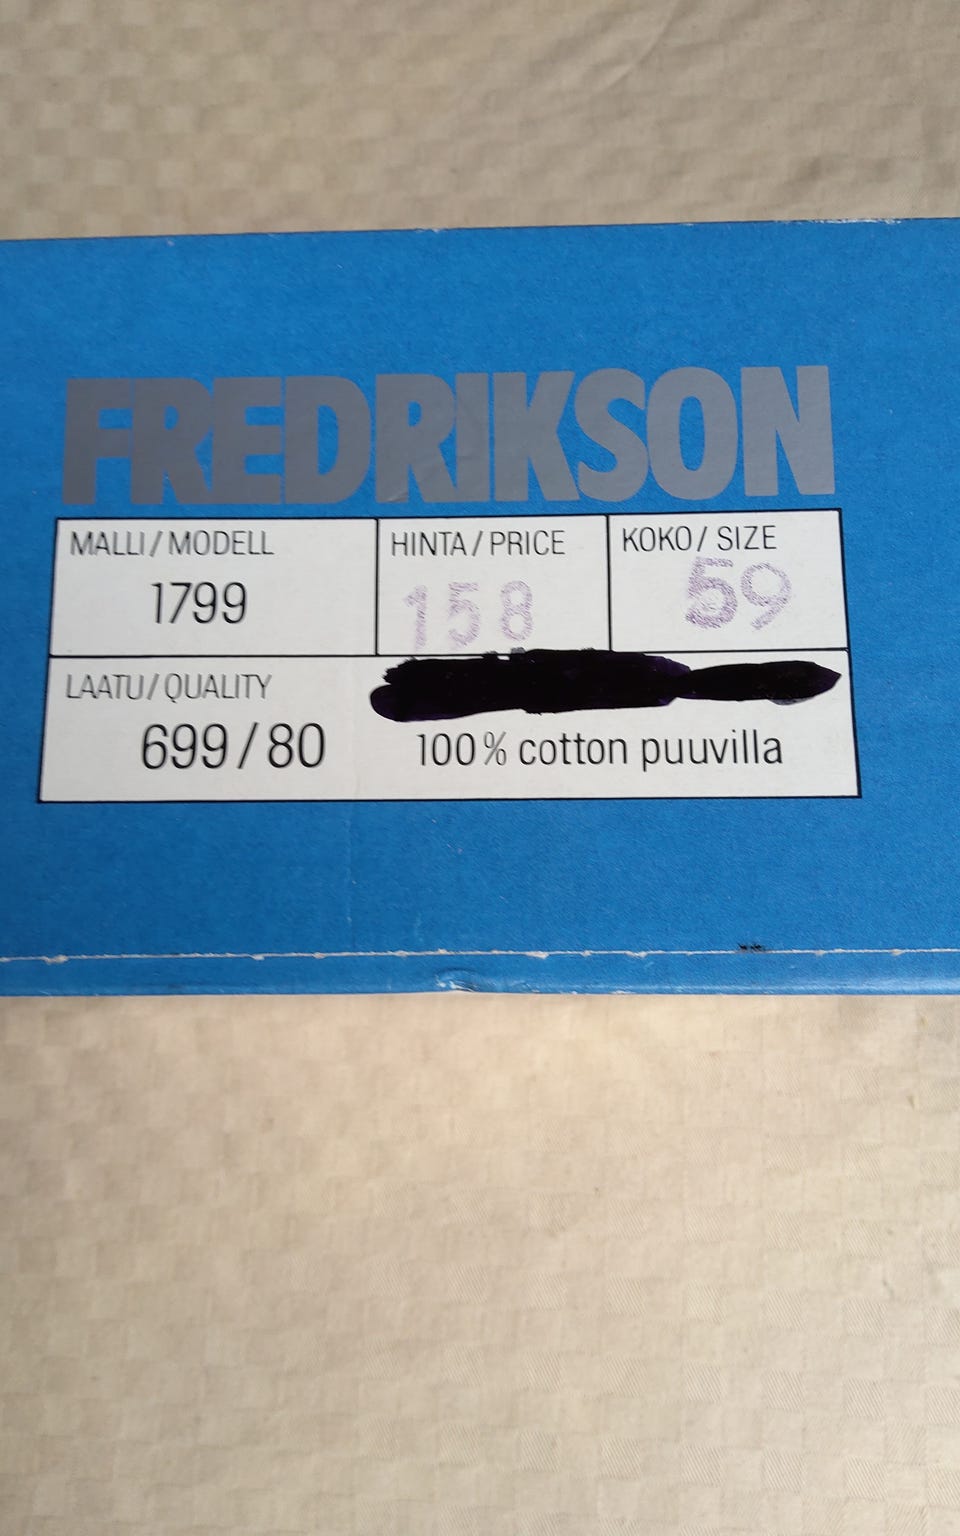 FREDRIKSON
MALLI/MODELL HINTA/PRICE KOKO/SIZE
1799 158 59
LAATU/QUALITY
699/80 100% cotton puuvilla